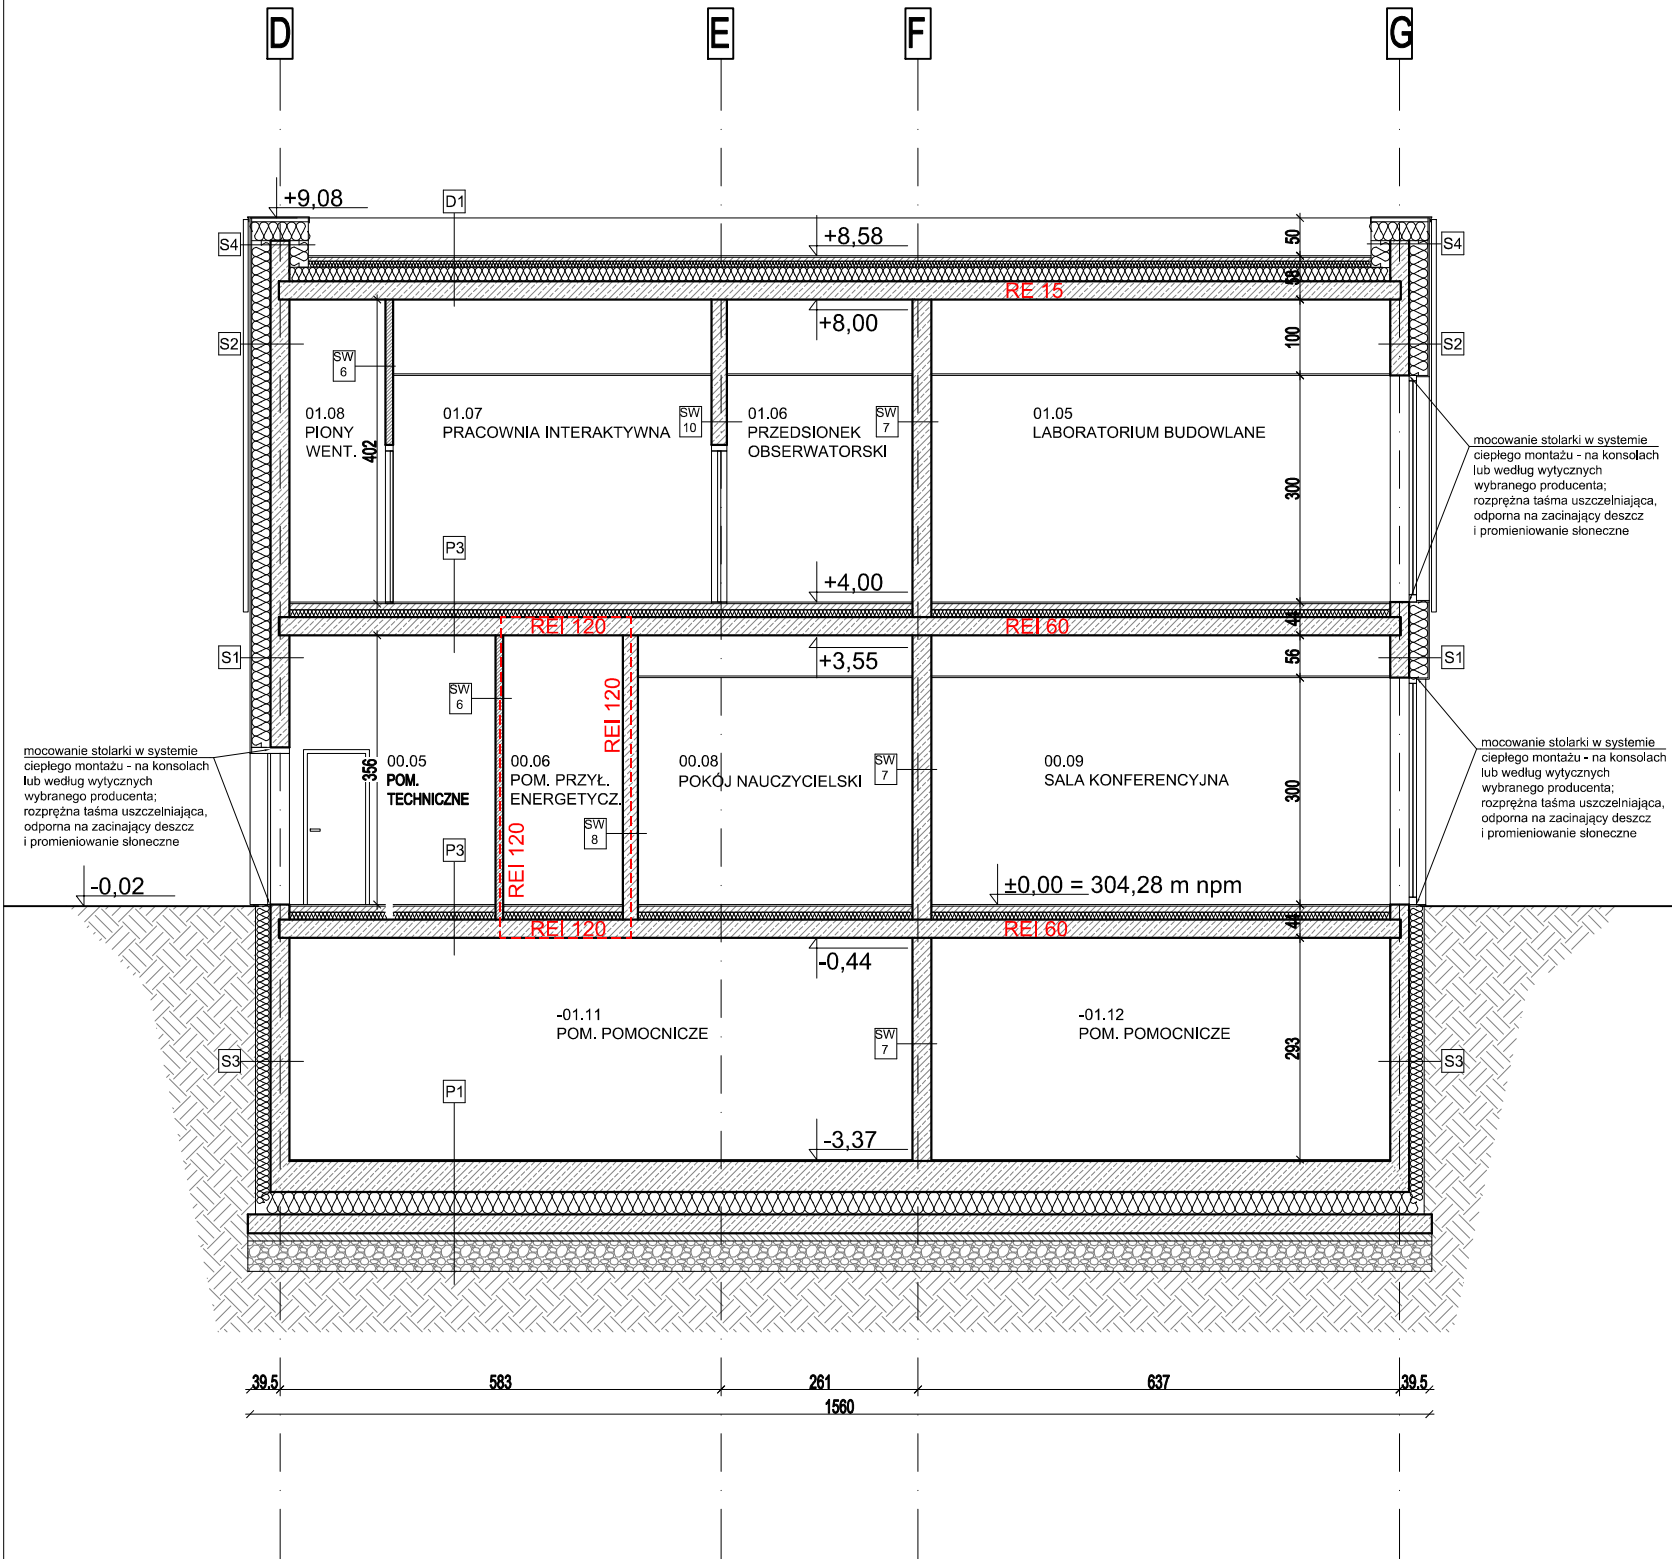 D
E
F
G
+9,08
D1
S4
+8,58
50
S4
58
RE 15
S2
+8,00
100
S2
SW
6
01.08
PIONY
WENT.
402
01.07
PRACOWNIA INTERAKTYWNA
SW
10
01.06
PRZEDSIONEK
OBSERWATORSKI
SW
7
01.05
LABORATORIUM BUDOWLANE
300
mocowanie stolarki w systemie
ciepłego montażu - na konsolach
lub według wytycznych
wybranego producenta;
rozprężna taśma uszczelniająca,
odporna na zacinający deszcz
i promieniowanie słoneczne
P3
+4,00
REI 120
REI 60
44
S1
+3,55
56
S1
SW
6
REI 120
mocowanie stolarki w systemie
ciepłego montażu - na konsolach
lub według wytycznych
wybranego producenta;
rozprężna taśma uszczelniająca,
odporna na zacinający deszcz
i promieniowanie słoneczne
356
00.05
POM.
TECHNICZNE
00.06
POM. PRZYŁ.
ENERGETYCZ.
SW
8
00.08
POKÓJ NAUCZYCIELSKI
SW
7
00.09
SALA KONFERENCYJNA
300
mocowanie stolarki w systemie
ciepłego montażu - na konsolach
lub według wytycznych
wybranego producenta;
rozprężna taśma uszczelniająca,
odporna na zacinający deszcz
i promieniowanie słoneczne
P3
REI 120
-0,02
±0,00 = 304,28 m npm
REI 120
REI 60
44
-0,44
-01.11
POM. POMOCNICZE
SW
7
-01.12
POM. POMOCNICZE
293
S3
S3
P1
-3,37
39.5
583
261
637
39.5
1560